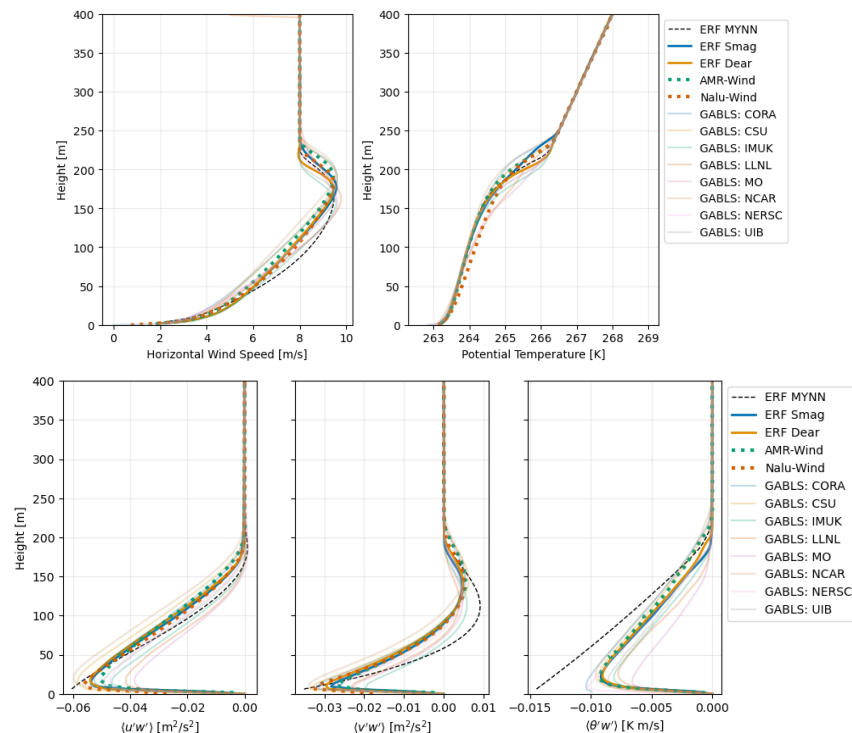 400
350
300
250
200
150
100
50
0
Height [m]
0 2 4 6 8 10
Horizontal Wind Speed [m/s]
400
350
300
250
200
150
100
50
0
Height [m]
263 264 265 266 267 268 269
Potential Temperature [K]
ERF MYNN
ERF Smag
ERF Dear
AMR-Wind
Nalu-Wind
GABLS: CORA
GABLS: CSU
GABLS: IMUK
GABLS: LLNL
GABLS: MO
GABLS: NCAR
GABLS: NERSC
GABLS: UIB
400
350
300
250
200
150
100
50
0
Height [m]
−0.06 −0.04 −0.02 0.00
⟨u'w'⟩ [m²/s²]
−0.03 −0.02 −0.01 0.00 0.01
⟨v'w'⟩ [m²/s²]
−0.015 −0.010 −0.005 0.000
⟨θ'w'⟩ [K m/s]
ERF MYNN
ERF Smag
ERF Dear
AMR-Wind
Nalu-Wind
GABLS: CORA
GABLS: CSU
GABLS: IMUK
GABLS: LLNL
GABLS: MO
GABLS: NCAR
GABLS: NERSC
GABLS: UIB